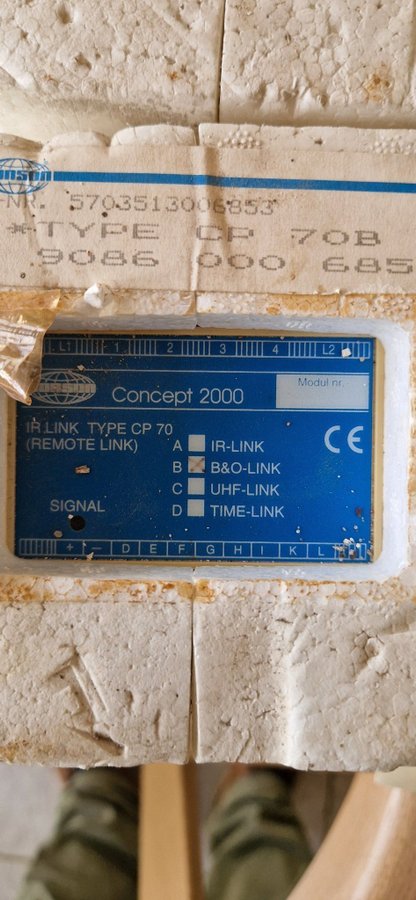 NR. 5703513006853
*TYPE CP 70B
9086 000 685
L1 1 2 3 4 L2
Concept 2000
Modul nr.
IR LINK TYPE CP 70
(REMOTE LINK)
A IR-LINK
B B&O-LINK
C UHF-LINK
D TIME-LINK
CE
SIGNAL
+ - D E F G H I K L